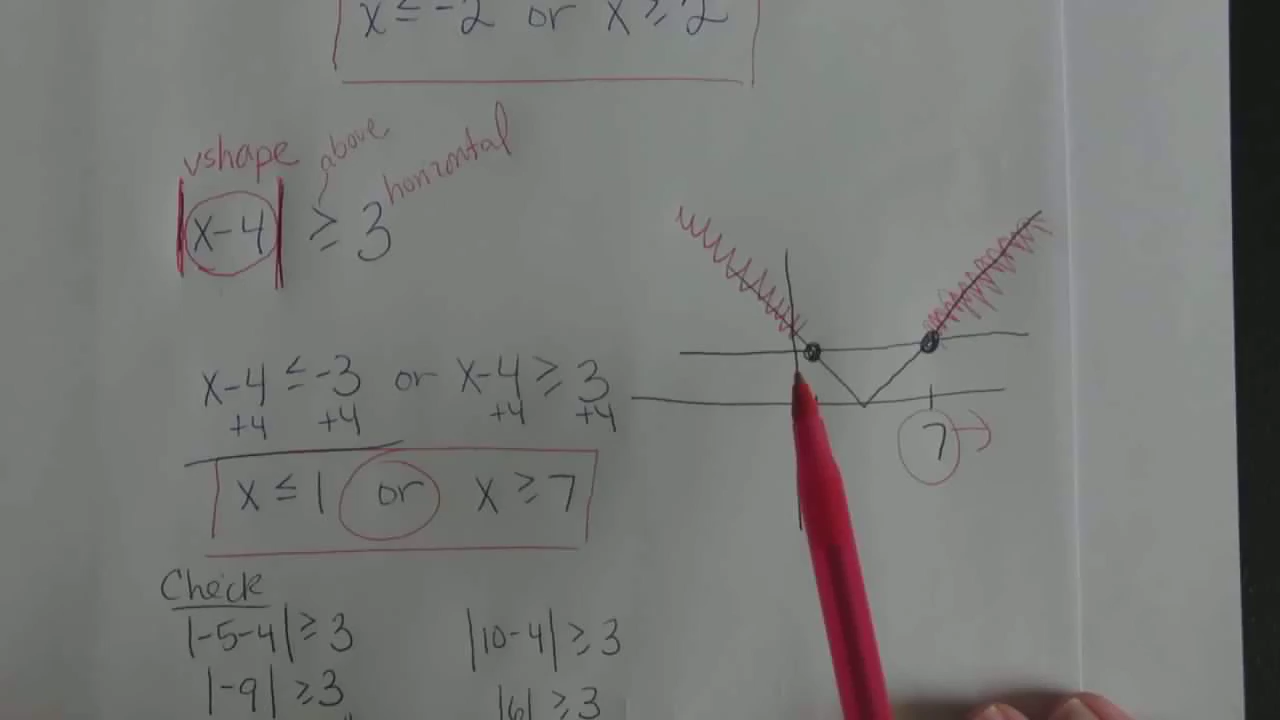 x ≤ -2 or x ≥ 2
vshape above horizontal
|x-4| ≥ 3
x-4 ≤ -3 or x-4 ≥ 3
+4 +4 +4 +4
x ≤ 1 or x ≥ 7
7
Check
|-5-4| ≥ 3 |10-4| ≥ 3
|-9| ≥ 3 |6| ≥ 3